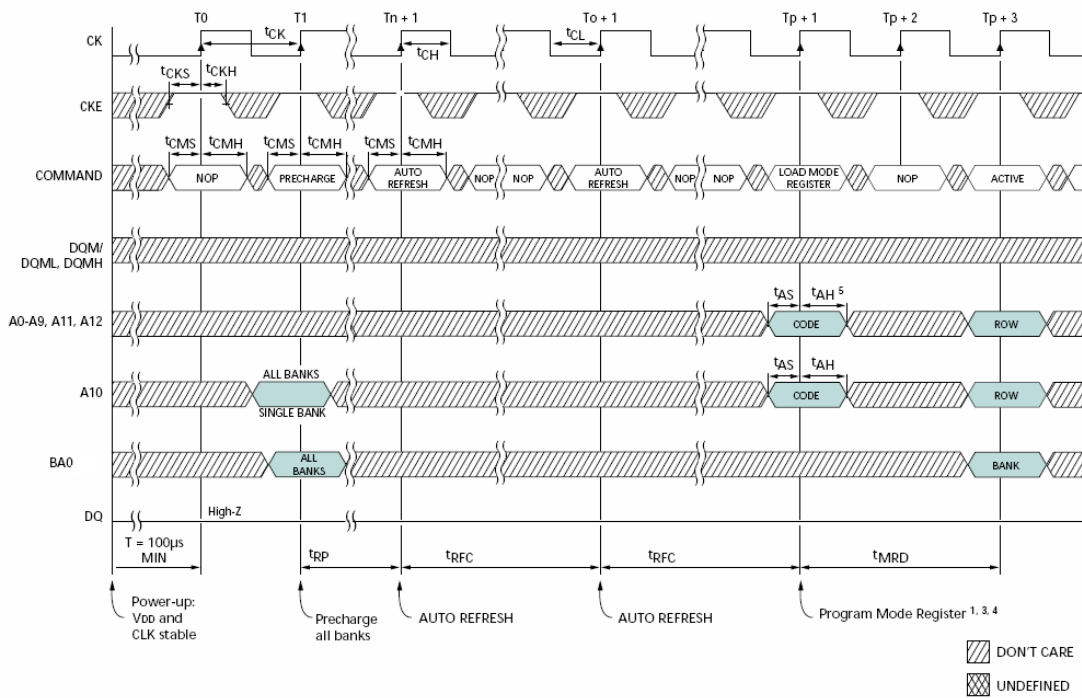 T0 T1 Tn + 1 To + 1 Tp + 1 Tp + 2 Tp + 3
CK
tCK
tCH
tCL
tCKS tCKH
CKE
tCMS tCMH tCMS tCMH tCMS tCMH
COMMAND
NOP
PRECHARGE
AUTO
REFRESH
NOP
NOP
AUTO
REFRESH
NOP
NOP
LOAD MODE
REGISTER
NOP
ACTIVE
DQM/
DQML, DQMH
tAS tAH 5
A0-A9, A11, A12
CODE
ROW
tAS tAH
ALL BANKS
A10
SINGLE BANK
CODE
ROW
BA0
ALL
BANKS
BANK
DQ
High-Z
T = 100µs
MIN
tRP
tRFC
tRFC
tMRD
Power-up:
VDD and
CLK stable
Precharge
all banks
AUTO REFRESH
AUTO REFRESH
Program Mode Register 1, 3, 4
DON'T CARE
UNDEFINED